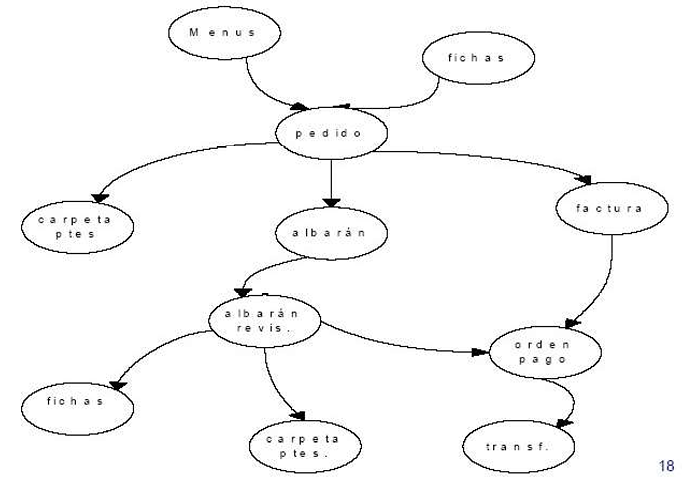 Menus
fichas
pedido
carpeta
ptes
albarán
factura
albarán
revis.
orden
pago
fichas
carpeta
ptes.
transf.
18